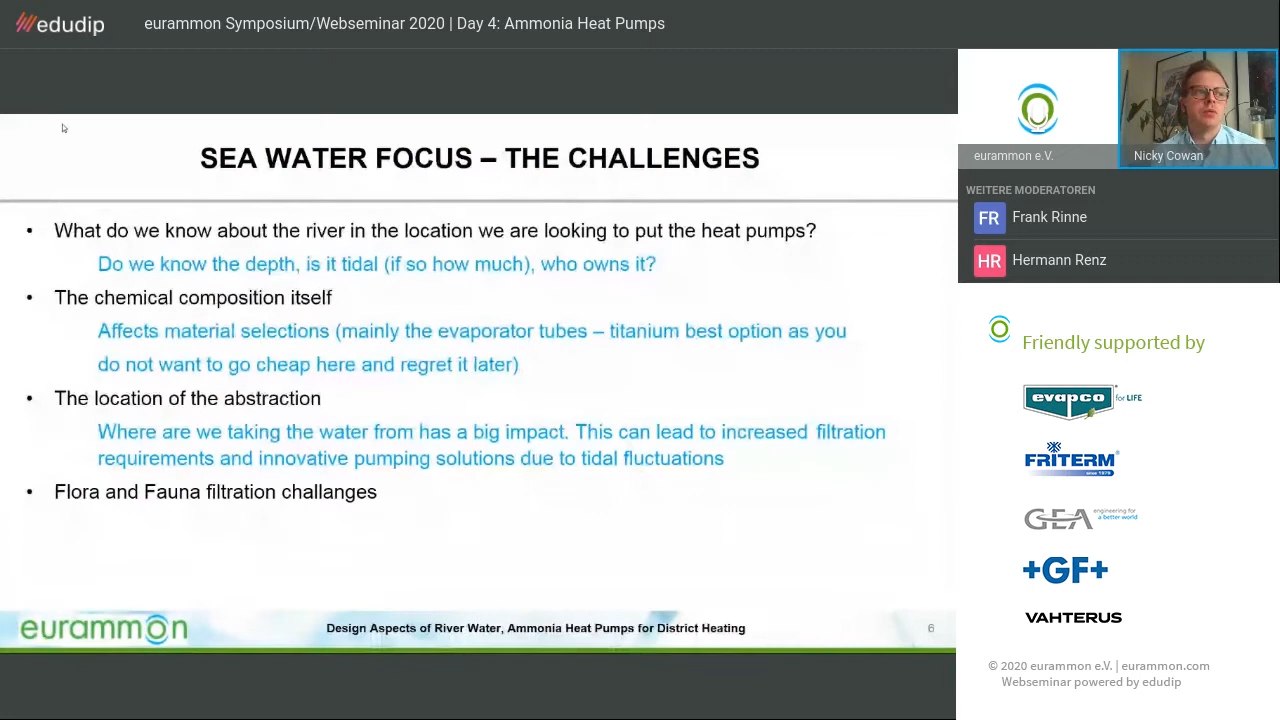 edudip
eurammon Symposium/Webseminar 2020 | Day 4: Ammonia Heat Pumps
SEA WATER FOCUS – THE CHALLENGES
• What do we know about the river in the location we are looking to put the heat pumps?
Do we know the depth, is it tidal (if so how much), who owns it?
• The chemical composition itself
Affects material selections (mainly the evaporator tubes – titanium best option as you
do not want to go cheap here and regret it later)
• The location of the abstraction
Where are we taking the water from has a big impact. This can lead to increased filtration
requirements and innovative pumping solutions due to tidal fluctuations
• Flora and Fauna filtration challanges
eurammon
Design Aspects of River Water, Ammonia Heat Pumps for District Heating
6
eurammon e.V.
Nicky Cowan
WEITERE MODERATOREN
FR Frank Rinne
HR Hermann Renz
Friendly supported by
evapco for LIFE
FRITERM
since 1979
GEA engineering for
a better world
+GF+
VAHTERUS
© 2020 eurammon e.V. | eurammon.com
Webseminar powered by edudip